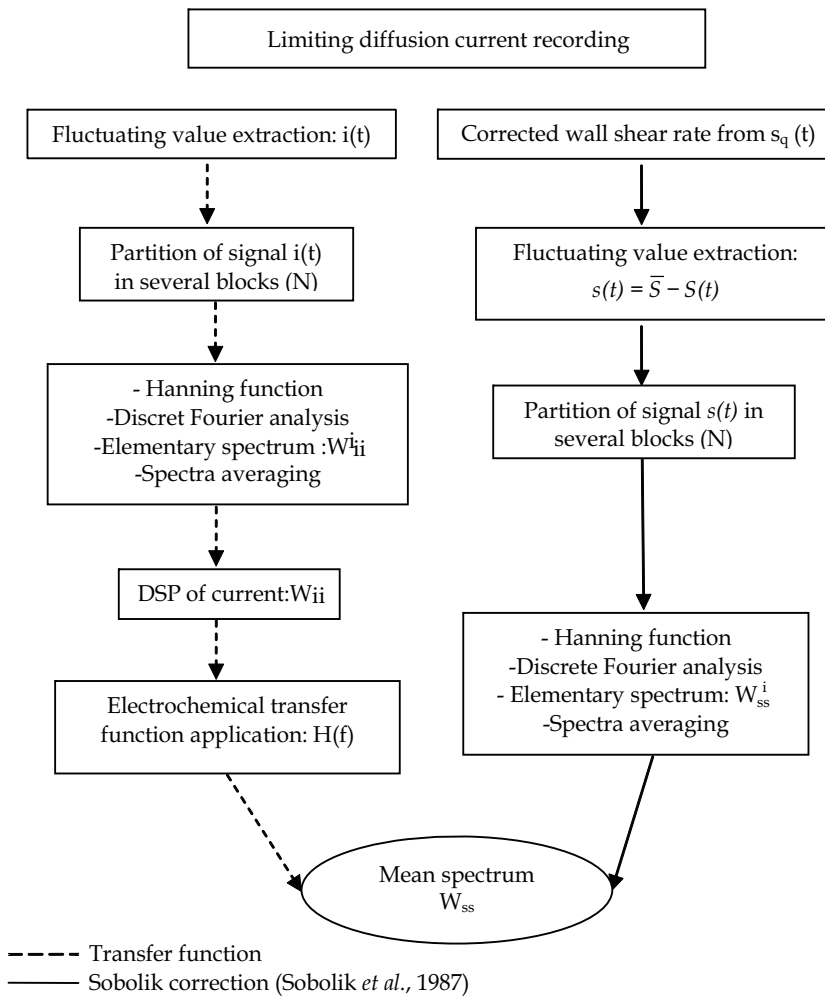 Limiting diffusion current recording
Fluctuating value extraction: i(t)
Partition of signal i(t)
in several blocks (N)
- Hanning function
-Discret Fourier analysis
-Elementary spectrum :Wⁱii
-Spectra averaging
DSP of current:Wii
Electrochemical transfer
function application: H(f)
Corrected wall shear rate from s_q (t)
Fluctuating value extraction:
s(t) = S̅ − S(t)
Partition of signal s(t) in
several blocks (N)
- Hanning function
-Discrete Fourier analysis
- Elementary spectrum: W_ss^i
-Spectra averaging
Mean spectrum
W_ss
Transfer function
Sobolik correction (Sobolik et al., 1987)